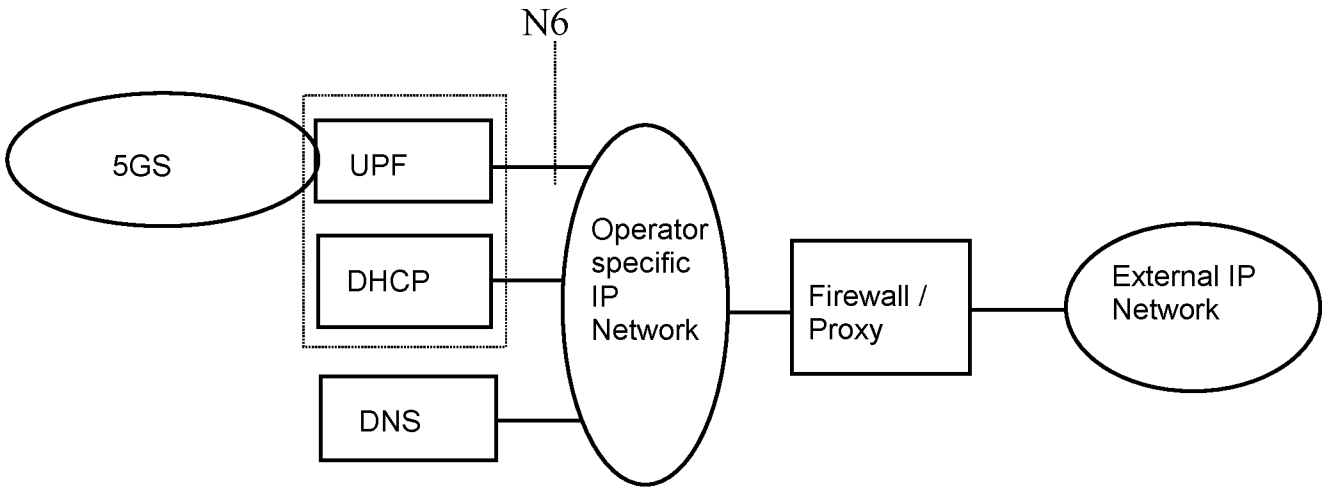 N6
5GS
UPF
DHCP
DNS
Operator
specific
IP
Network
Firewall /
Proxy
External IP
Network